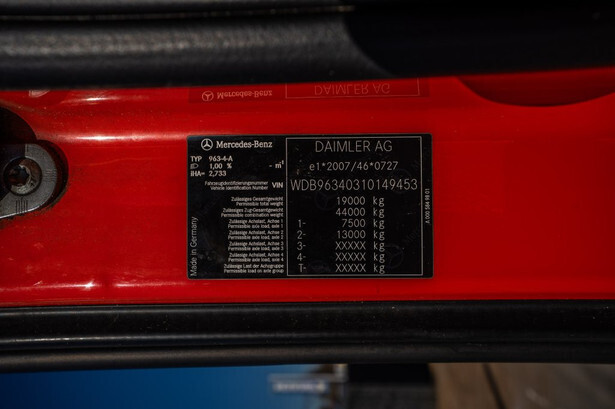 Mercedes-Benz
DAIMLER AG
TYP 963-4-A
1,00 % - m⁻¹
IHA= 2,733
e1*2007/46*0727
Fahrzeugidentifizierungsnummer
Vehicle Identification Number VIN WDB96340310149453
Zulässiges Gesamtgewicht
Permissible weight 19000 kg
Zulässiges Zug-Gesamtgewicht
Permissible combination weight 44000 kg
Zulässige Achslast, Achse 1
Permissible axle load, axle 1 1- 7500 kg
Zulässige Achslast, Achse 2
Permissible axle load, axle 2 2- 13000 kg
Zulässige Achslast, Achse 3
Permissible axle load, axle 3 3- XXXXX kg
Zulässige Achslast, Achse 4
Permissible axle load, axle 4 4- XXXXX kg
Zulässige Last der Achsgruppe
Permissible load on axle group T- XXXXX kg
Made in Germany